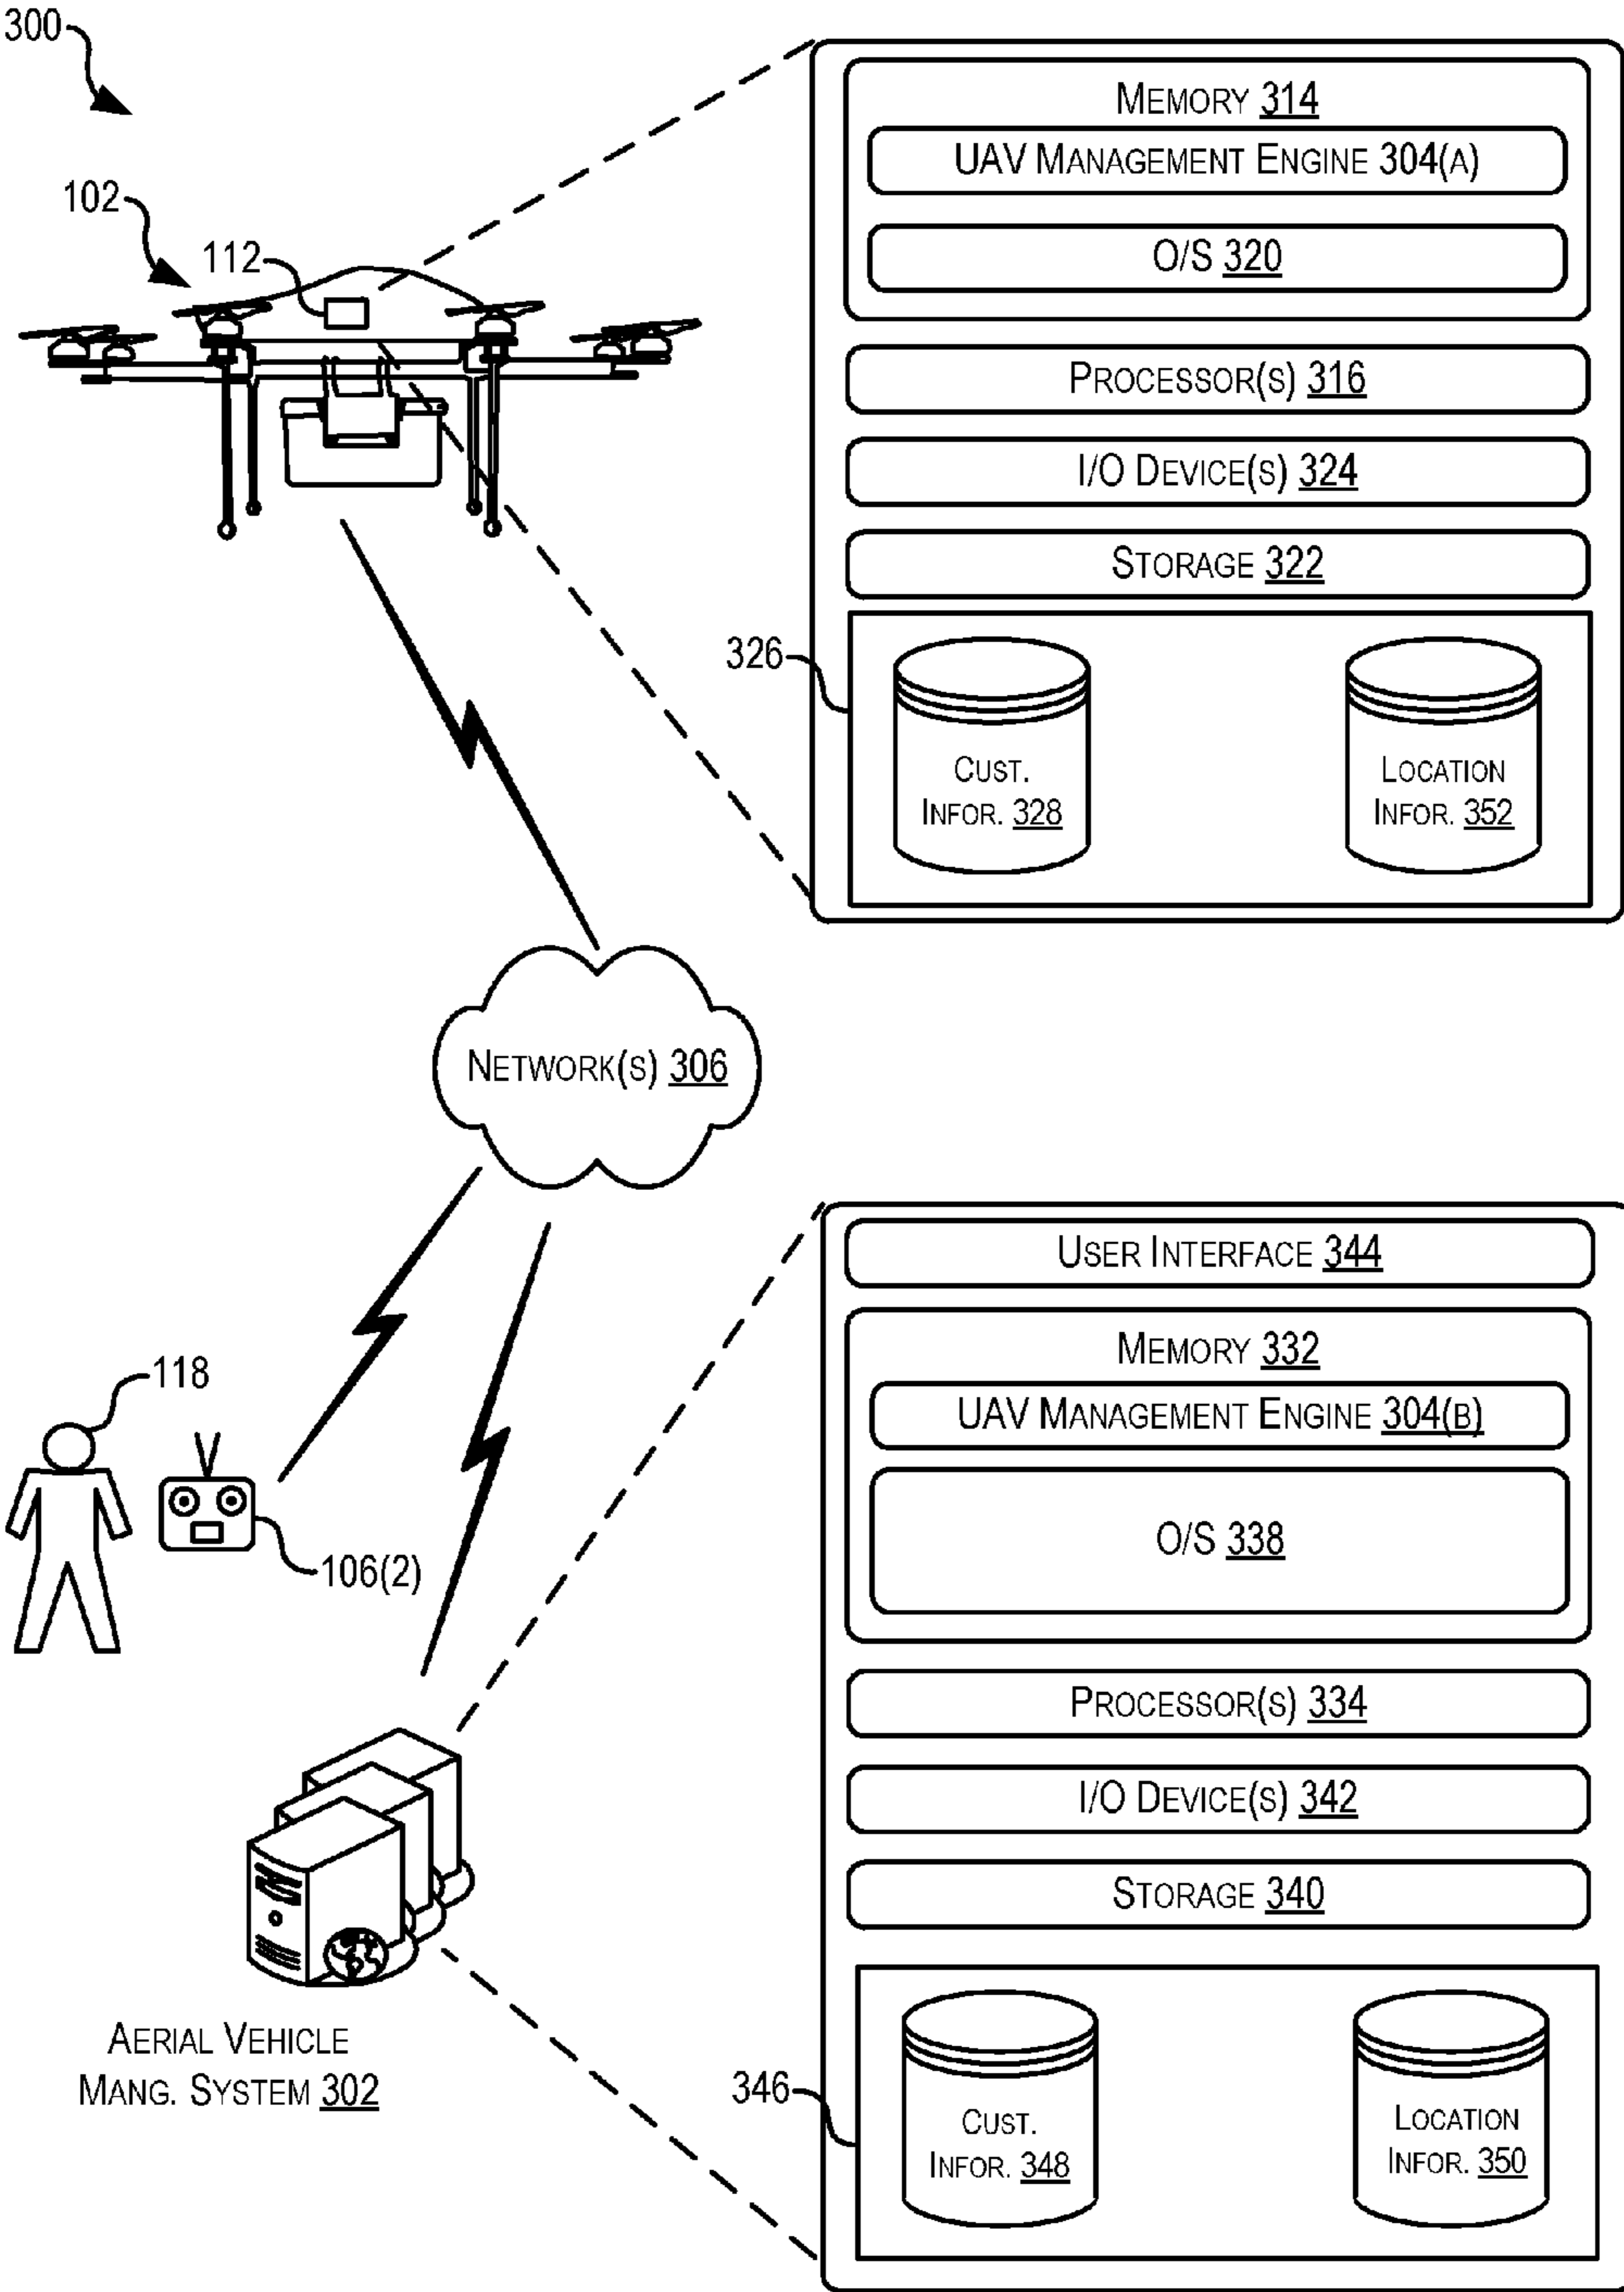 300
102
112
MEMORY 314
UAV MANAGEMENT ENGINE 304(A)
O/S 320
PROCESSOR(S) 316
I/O DEVICE(S) 324
STORAGE 322
326
CUST.
INFOR. 328
LOCATION
INFOR. 352
NETWORK(S) 306
118
106(2)
AERIAL VEHICLE
MANG. SYSTEM 302
USER INTERFACE 344
MEMORY 332
UAV MANAGEMENT ENGINE 304(B)
O/S 338
PROCESSOR(S) 334
I/O DEVICE(S) 342
STORAGE 340
346
CUST.
INFOR. 348
LOCATION
INFOR. 350